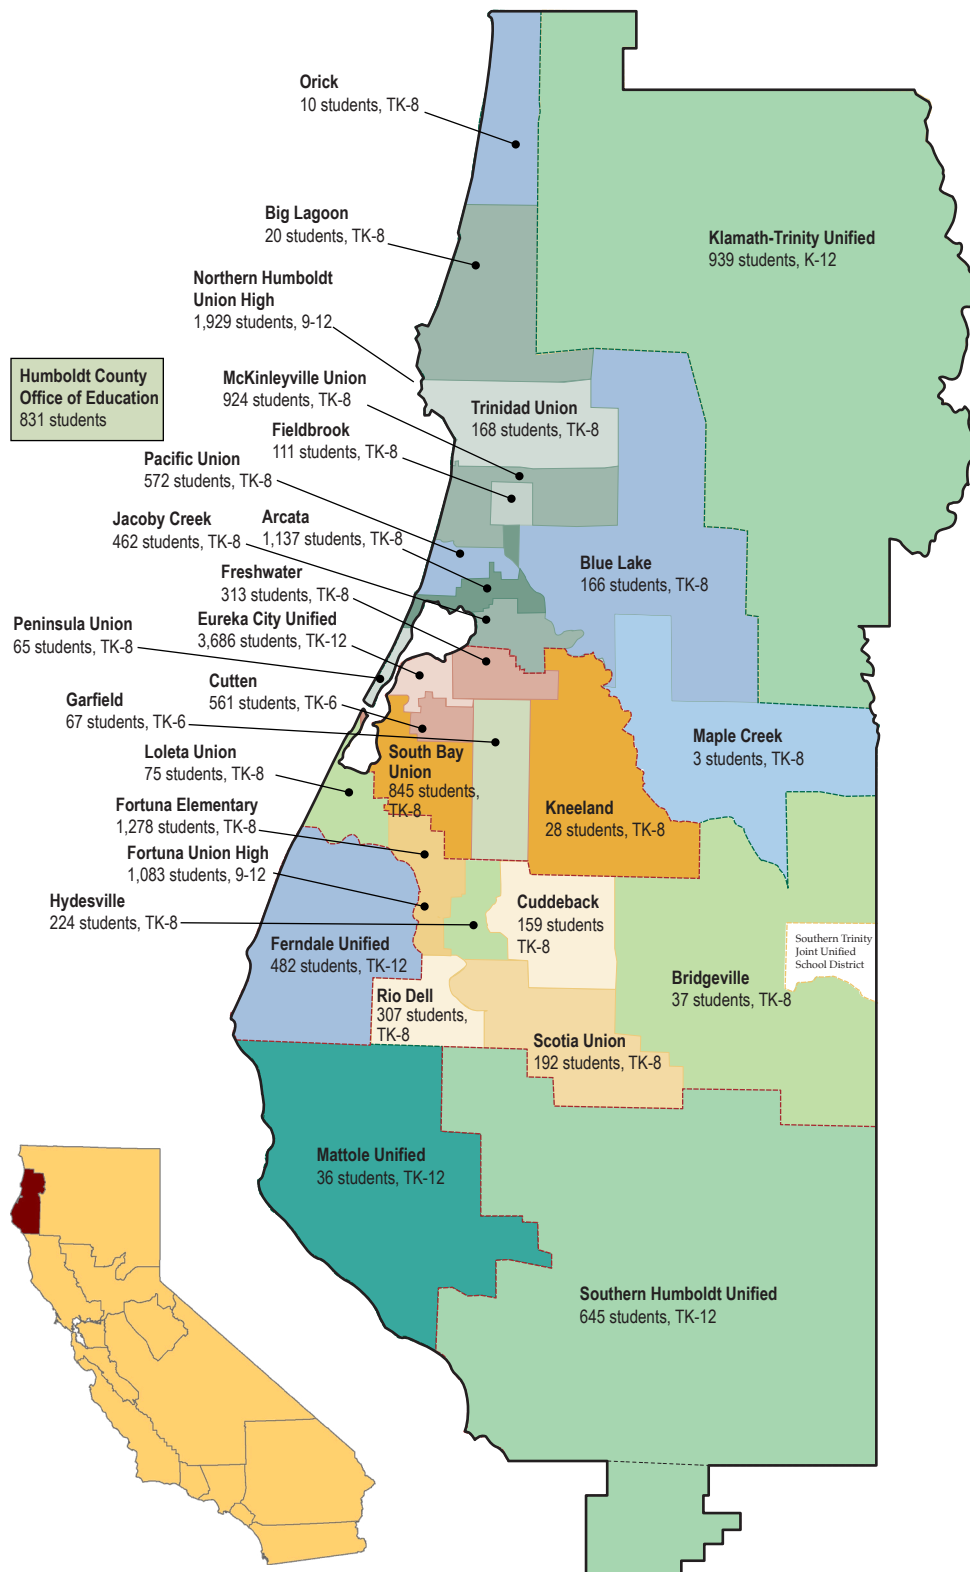 Orick
10 students, TK-8
Big Lagoon
20 students, TK-8
Klamath-Trinity Unified
939 students, K-12
Northern Humboldt
Union High
1,929 students, 9-12
Humboldt County
Office of Education
831 students
McKinleyville Union
924 students, TK-8
Trinidad Union
168 students, TK-8
Fieldbrook
111 students, TK-8
Pacific Union
572 students, TK-8
Arcata
1,137 students, TK-8
Jacoby Creek
462 students, TK-8
Blue Lake
166 students, TK-8
Freshwater
313 students, TK-8
Eureka City Unified
3,686 students, TK-12
Peninsula Union
65 students, TK-8
Cutten
561 students, TK-6
Garfield
67 students, TK-6
Maple Creek
3 students, TK-8
Loleta Union
75 students, TK-8
South Bay
Union
845 students,
TK-8
Kneeland
28 students, TK-8
Fortuna Elementary
1,278 students, TK-8
Fortuna Union High
1,083 students, 9-12
Hydesville
224 students, TK-8
Cuddeback
159 students
TK-8
Ferndale Unified
482 students, TK-12
Southern Trinity
Joint Unified
School District
Bridgeville
37 students, TK-8
Rio Dell
307 students,
TK-8
Scotia Union
192 students, TK-8
Mattole Unified
36 students, TK-12
Southern Humboldt Unified
645 students, TK-12